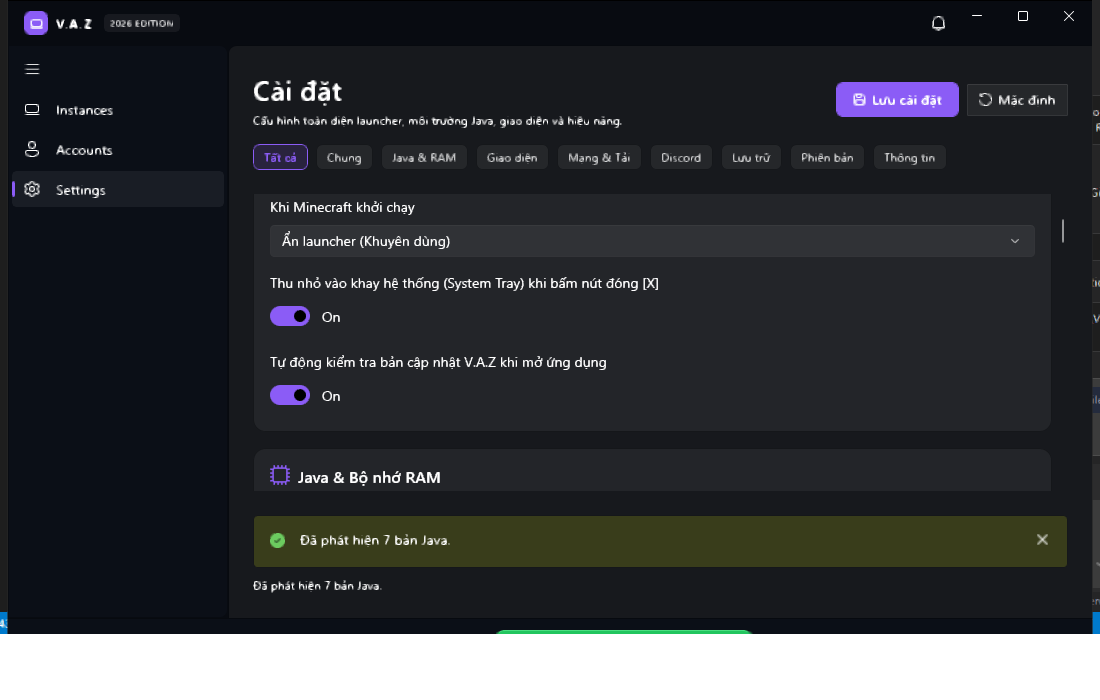 V.A.Z 2026 EDITION
Instances
Accounts
Settings
Cài đặt
Lưu cài đặt
Mặc định
Cấu hình toàn diện launcher, môi trường Java, giao diện và hiệu năng.
Tất cả
Chung
Java & RAM
Giao diện
Mạng & Tải
Discord
Lưu trữ
Phiên bản
Thông tin
Khi Minecraft khởi chạy
Ẩn launcher (Khuyên dùng)
Thu nhỏ vào khay hệ thống (System Tray) khi bấm nút đóng [X]
On
Tự động kiểm tra bản cập nhật V.A.Z khi mở ứng dụng
On
Java & Bộ nhớ RAM
Đã phát hiện 7 bản Java.
Đã phát hiện 7 bản Java.